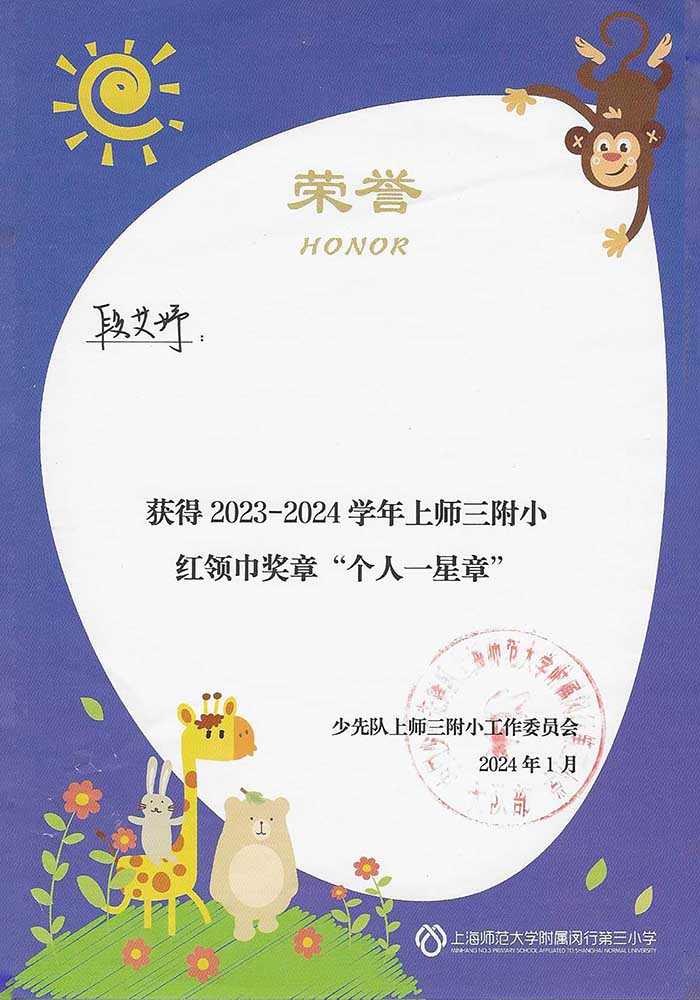 荣誉
HONOR
段艾妤：
获得 2023-2024 学年上师三附小
红领巾奖章“个人一星章”
少先队上师三附小工作委员会
2024 年 1 月
上海师范大学附属闵行第三小学
MINHANG NO.3 PRIMARY SCHOOL AFFILIATED TO SHANGHAI NORMAL UNIVERSITY